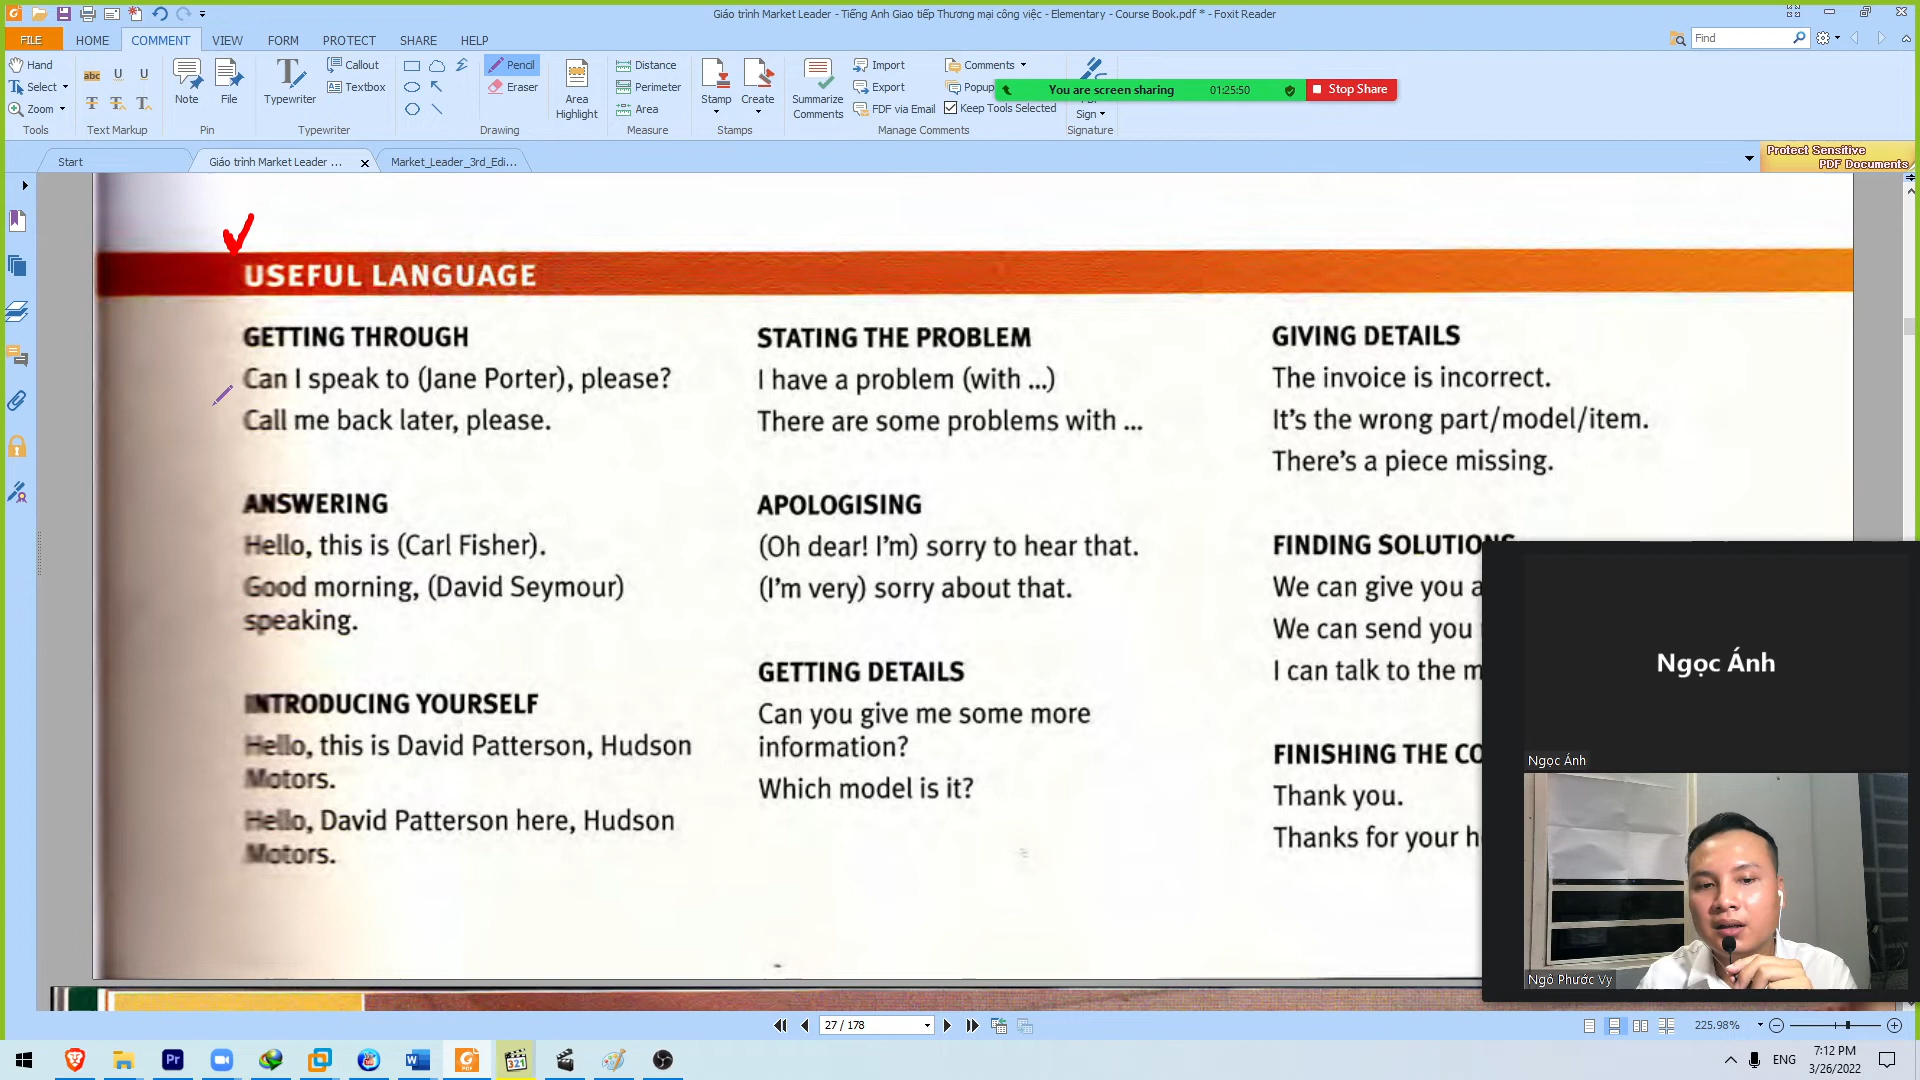 Giáo trình Market Leader - Tiếng Anh Giao tiếp Thương mại công việc - Elementary - Course Book.pdf * - Foxit Reader
FILE HOME COMMENT VIEW FORM PROTECT SHARE HELP
Find
Hand
Select
Zoom
Tools
abc U U
T T T
Text Markup
Note
File
Pin
Typewriter
Callout
Textbox
Typewriter
Pencil
Eraser
Drawing
Area
Highlight
Distance
Perimeter
Area
Measure
Stamp
Create
Stamps
Summarize
Comments
Import
Export
FDF via Email
Comments
Popup
Keep Tools Selected
Manage Comments
Sign
Signature
You are screen sharing 01:25:50 Stop Share
Start
Giáo trình Market Leader ...
Market_Leader_3rd_Edi...
Protect Sensitive
PDF Documents
USEFUL LANGUAGE
GETTING THROUGH
Can I speak to (Jane Porter), please?
Call me back later, please.
ANSWERING
Hello, this is (Carl Fisher).
Good morning, (David Seymour)
speaking.
INTRODUCING YOURSELF
Hello, this is David Patterson, Hudson
Motors.
Hello, David Patterson here, Hudson
Motors.
STATING THE PROBLEM
I have a problem (with ...)
There are some problems with ...
APOLOGISING
(Oh dear! I'm) sorry to hear that.
(I'm very) sorry about that.
GETTING DETAILS
Can you give me some more
information?
Which model is it?
GIVING DETAILS
The invoice is incorrect.
It's the wrong part/model/item.
There's a piece missing.
FINDING SOLUTIONS
We can give you a
We can send you
I can talk to the m
FINISHING THE CO
Thank you.
Thanks for your h
Ngọc Ánh
Ngọc Ánh
Ngô Phước Vy
27 / 178
225.98%
Pr
321
ENG
7:12 PM
3/26/2022